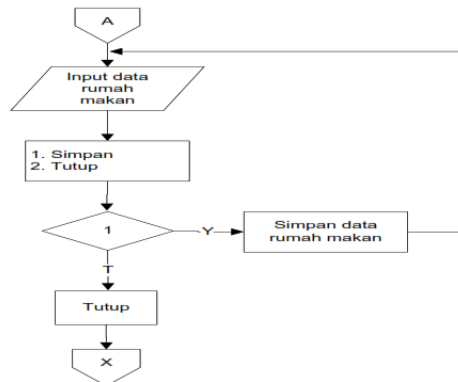 A
Input data
rumah
makan
1. Simpan
2. Tutup
1
Y
Simpan data
rumah makan
T
Tutup
X